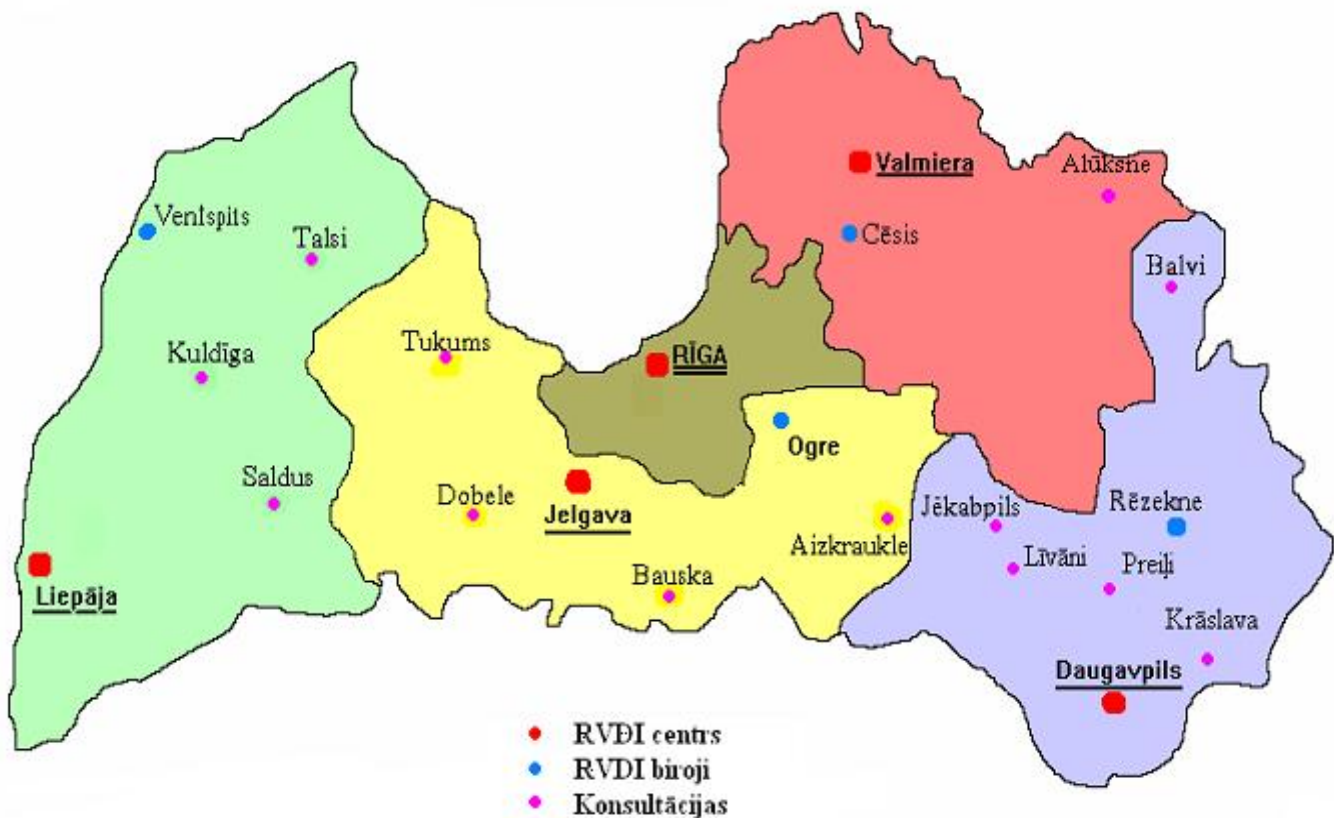 Valmiera
Alūksne
Ventspils
Cēsis
Talsi
Balvi
Tukums
Kuldīga
RĪGA
Ogre
Saldus
Dobele
Jelgava
Jēkabpils
Rēzekne
Aizkraukle
Līvāni
Preiļi
Bauska
Liepāja
Krāslava
Daugavpils
RVDI centrs
RVDI biroji
Konsultācijas